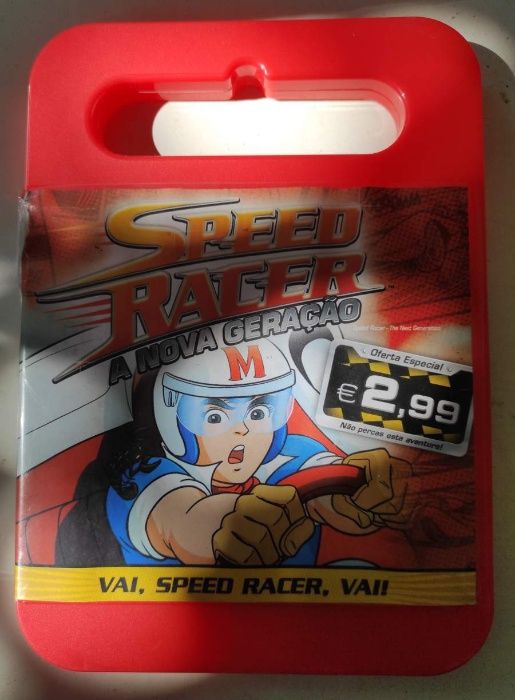 SPEED
RACER™
A NOVA GERAÇÃO
Speed Racer - The Next Generation
M
Oferta Especial
€ 2,99
Não percas esta aventura!
VAI, SPEED RACER, VAI!